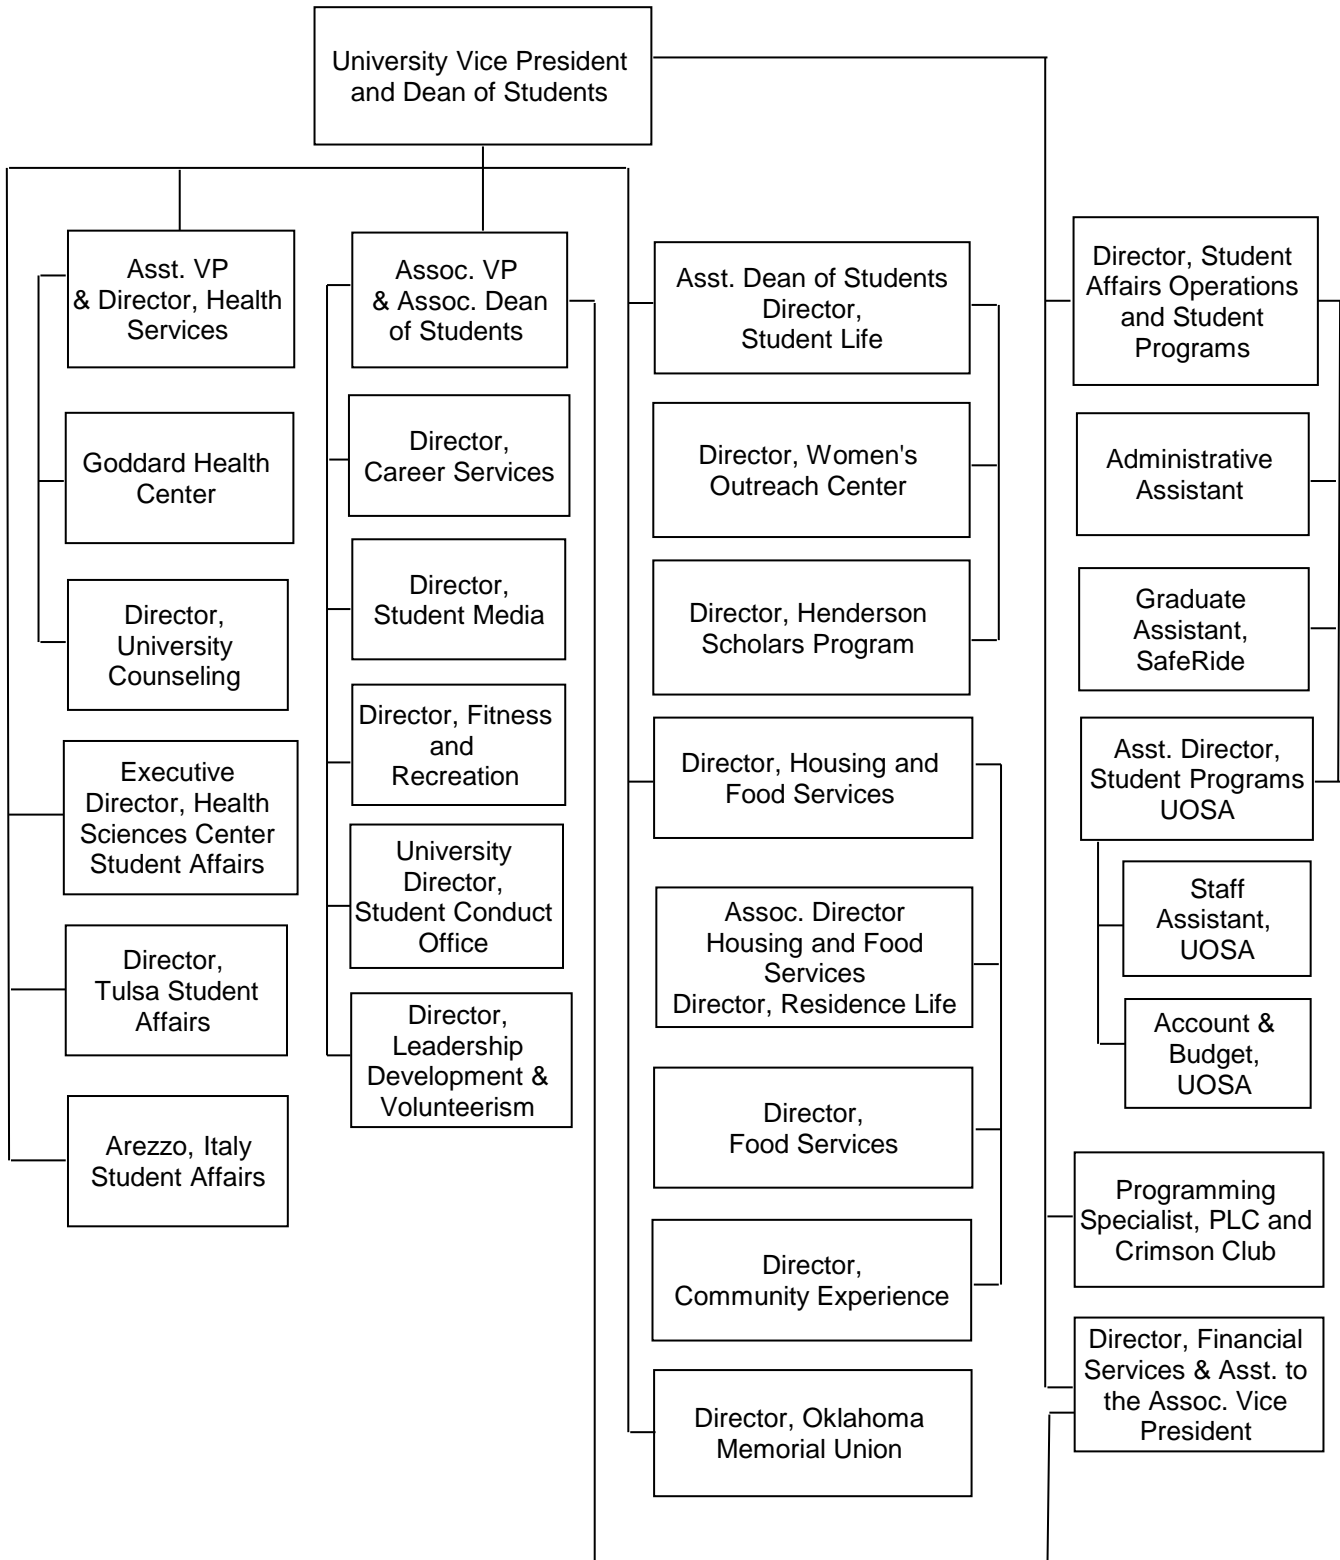 University Vice President
and Dean of Students
Asst. VP
& Director, Health
Services
Goddard Health
Center
Director,
University
Counseling
Executive
Director, Health
Sciences Center
Student Affairs
Director,
Tulsa Student
Affairs
Arezzo, Italy
Student Affairs
Assoc. VP
& Assoc. Dean
of Students
Director,
Career Services
Director,
Student Media
Director, Fitness
and
Recreation
University
Director,
Student Conduct
Office
Director,
Leadership
Development &
Volunteerism
Asst. Dean of Students
Director,
Student Life
Director, Women's
Outreach Center
Director, Henderson
Scholars Program
Director, Housing and
Food Services
Assoc. Director
Housing and Food
Services
Director, Residence Life
Director,
Food Services
Director,
Community Experience
Director, Oklahoma
Memorial Union
Director, Student
Affairs Operations
and Student
Programs
Administrative
Assistant
Graduate
Assistant,
SafeRide
Asst. Director,
Student Programs
UOSA
Staff
Assistant,
UOSA
Account &
Budget,
UOSA
Programming
Specialist, PLC and
Crimson Club
Director, Financial
Services & Asst. to
the Assoc. Vice
President